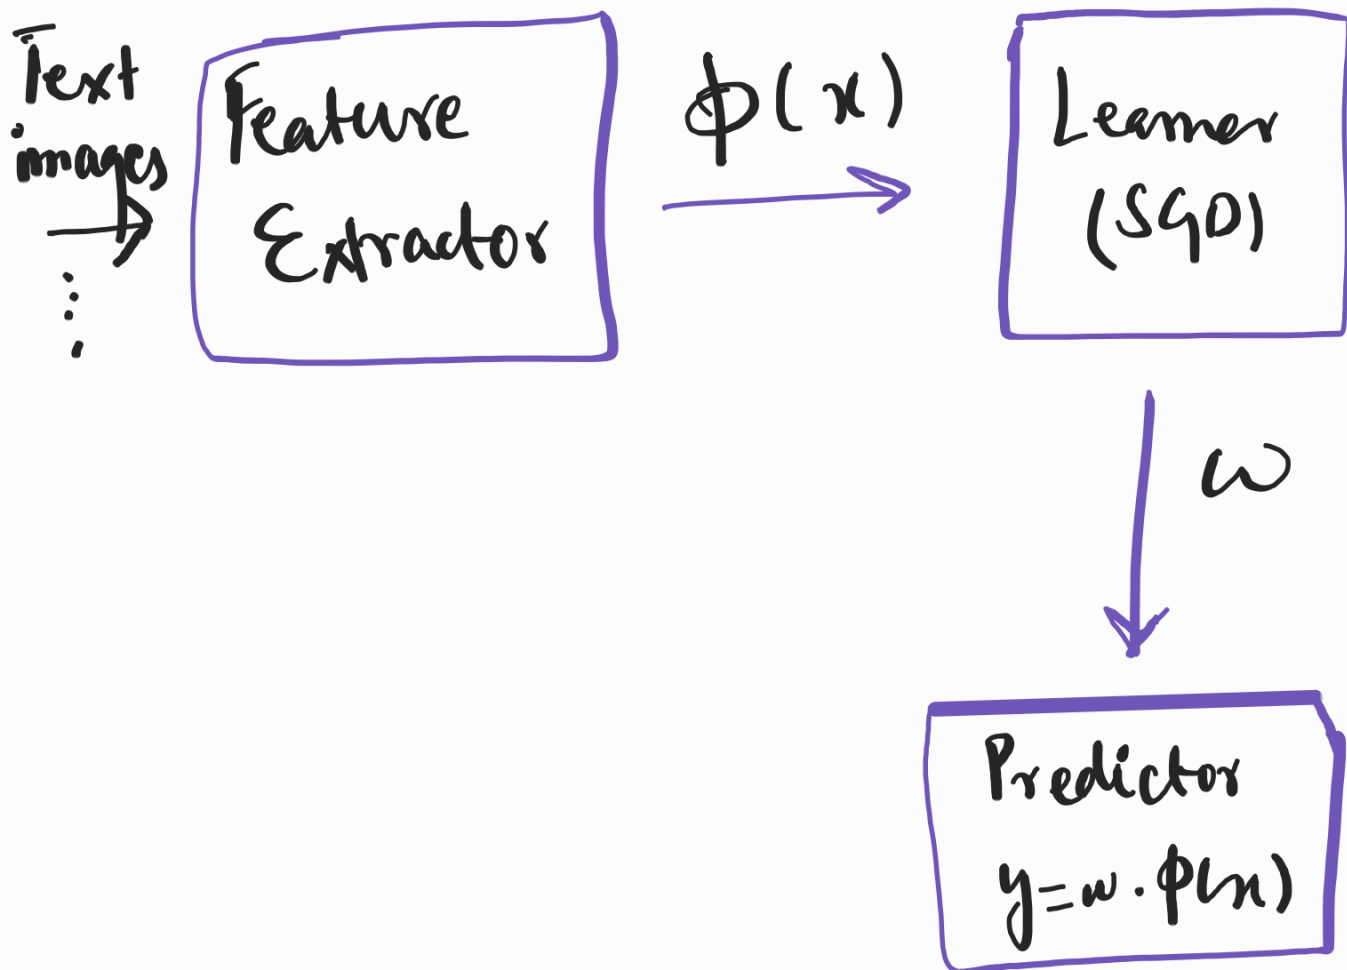 Text
images
⋮
Feature
Extractor
ϕ(x)
Learner
(SGD)
w
Predictor
y=w.ϕ(x)